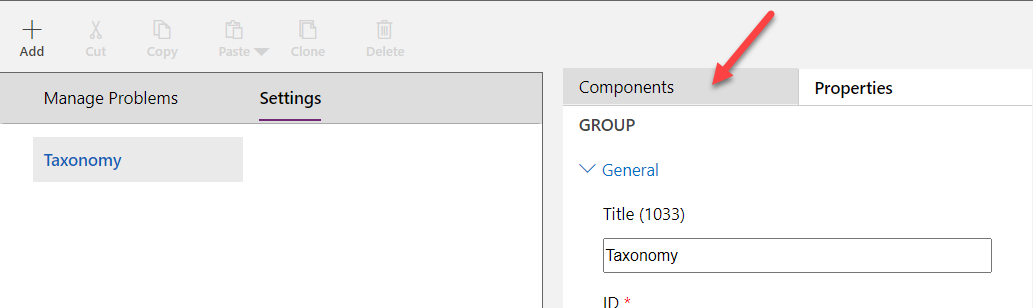 Add Cut Copy Paste Clone Delete
Manage Problems Settings
Taxonomy
Components Properties
GROUP
General
Title (1033)
Taxonomy
ID *